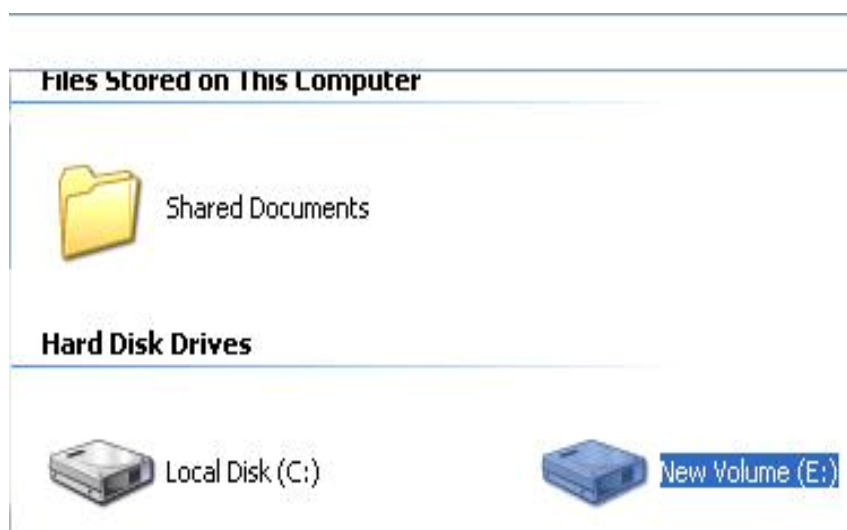 Files Stored on This Computer
Shared Documents
Hard Disk Drives
Local Disk (C:)
New Volume (E:)